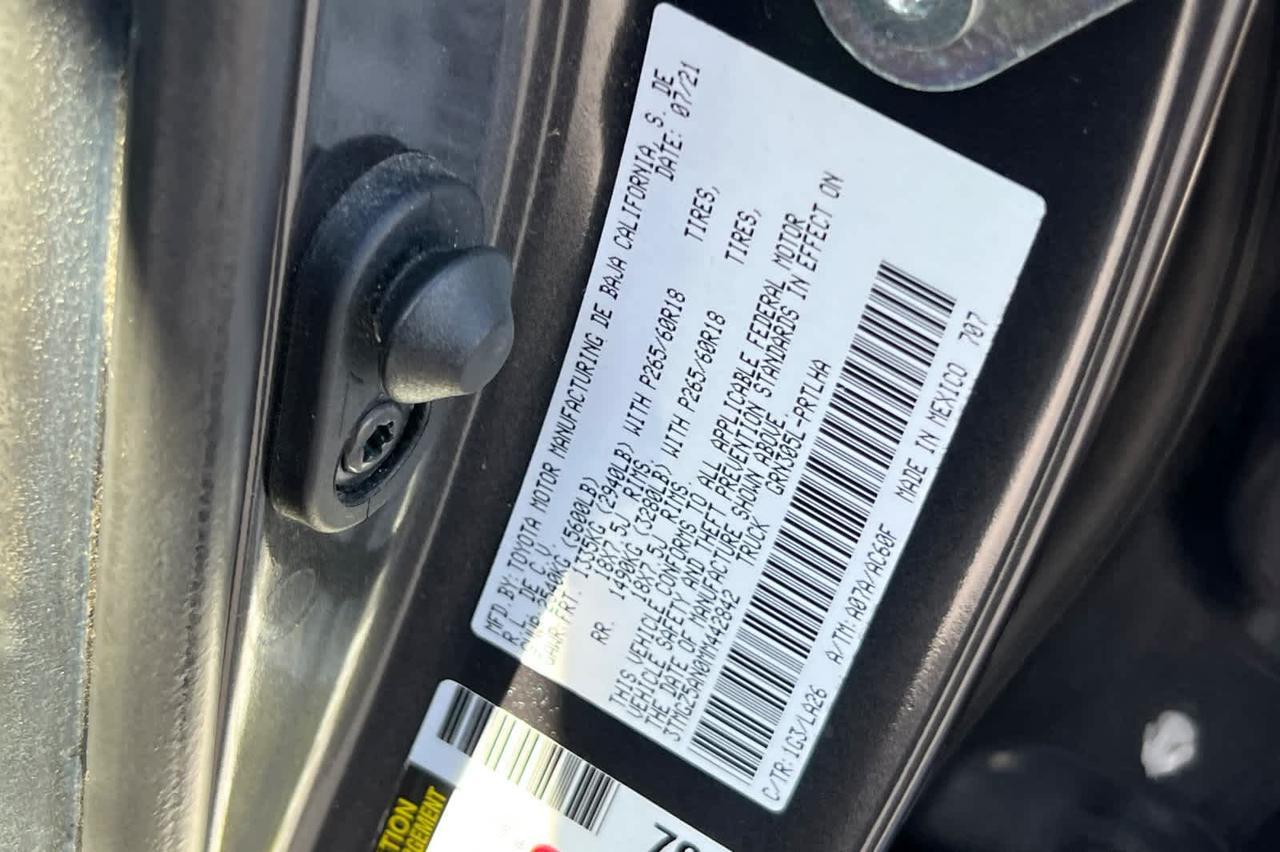 MFD. BY: TOYOTA MOTOR MANUFACTURING DE BAJA CALIFORNIA, S. DE
R.L. DE C.V. DATE: 07/21
GVWR 2540KG (5600LB)
GAWR FRT. 1335KG (2940LB) WITH P265/60R18 TIRES,
18X7.5J RIMS
RR. 1490KG (3280LB) WITH P265/60R18 TIRES,
18X7.5J RIMS
THIS VEHICLE CONFORMS TO ALL APPLICABLE FEDERAL MOTOR
VEHICLE SAFETY AND THEFT PREVENTION STANDARDS IN EFFECT ON
THE DATE OF MANUFACTURE SHOWN ABOVE.
3TMGZ5AN0MM442842 TRUCK GRN305L-PRTLKA
C/TR: 1G3/LA26 A/TM: A07A/AC60F MADE IN MEXICO 707